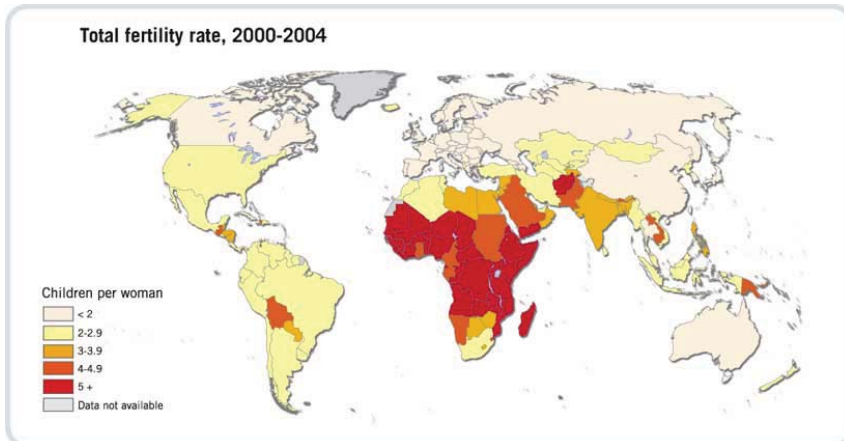 Total fertility rate, 2000-2004
Children per woman
< 2
2-2.9
3-3.9
4-4.9
5 +
Data not available